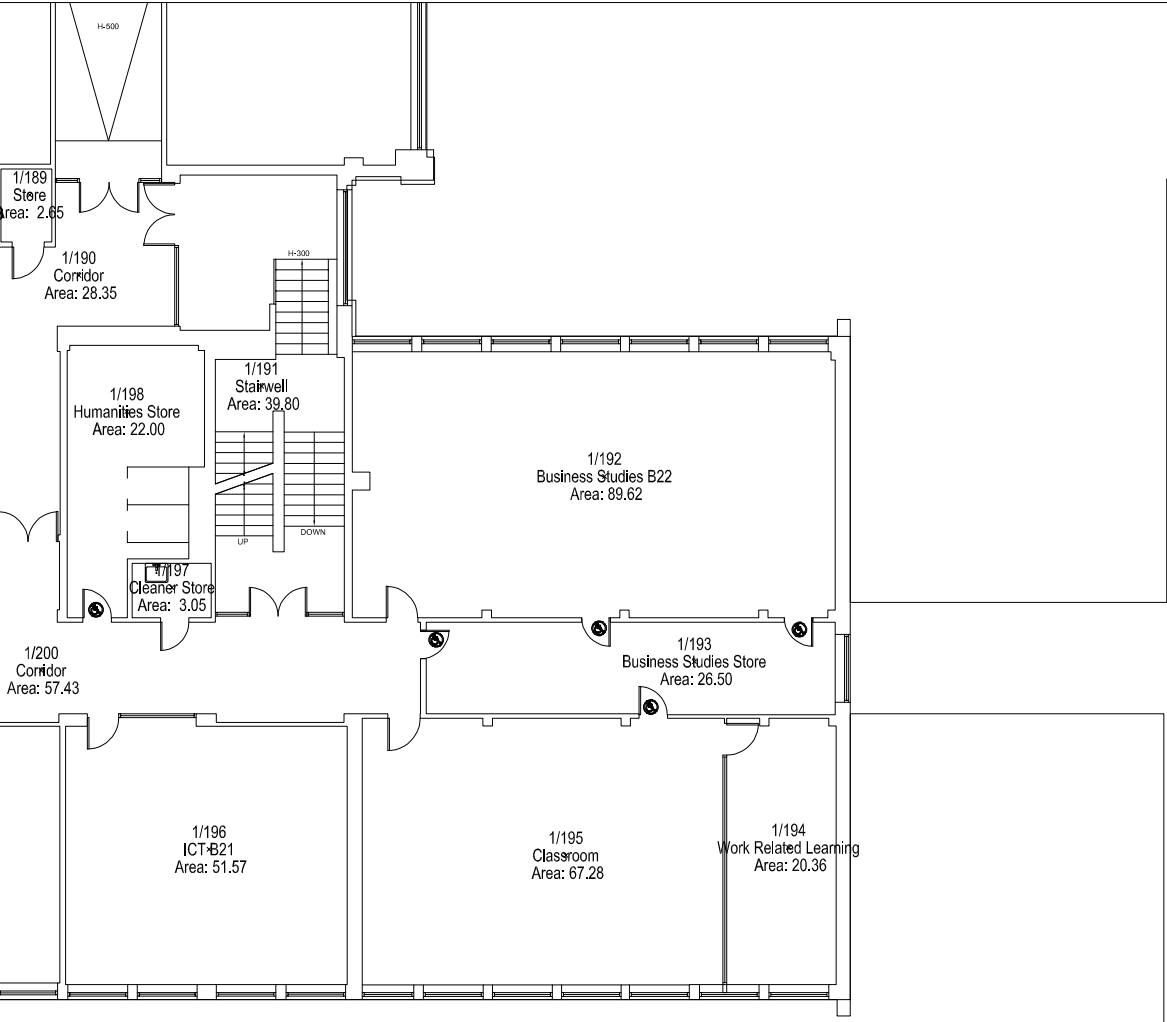 H-500
1/189
Store
Area: 2.65
1/190
Corridor
Area: 28.35
H-300
1/191
Stairwell
Area: 39.80
1/198
Humanities Store
Area: 22.00
1/192
Business Studies B22
Area: 89.62
UP
DOWN
1/197
Cleaner Store
Area: 3.05
1/200
Corridor
Area: 57.43
1/193
Business Studies Store
Area: 26.50
1/196
ICT-B21
Area: 51.57
1/195
Classroom
Area: 67.28
1/194
Work Related Learning
Area: 20.36